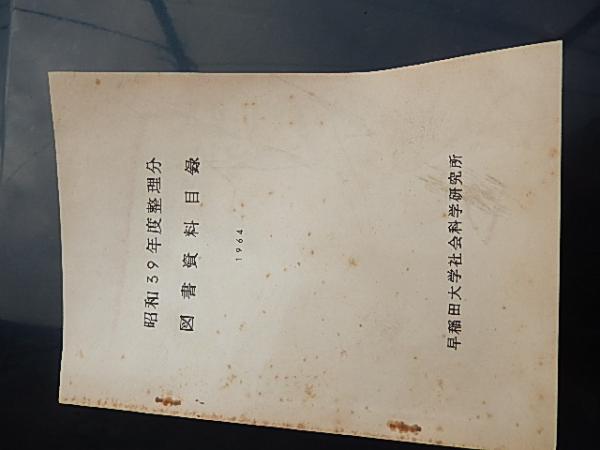 昭和39年度整理分
図書資料目録
1964
早稲田大学社会科学研究所